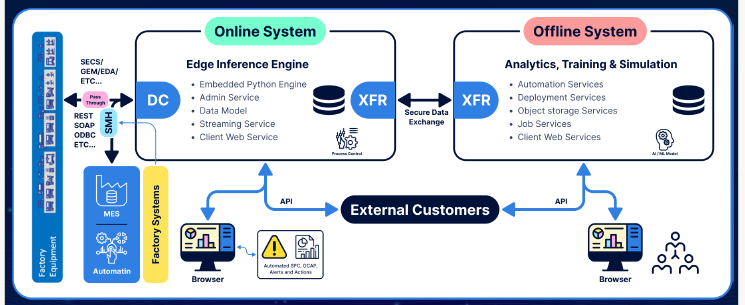 Online System
Offline System
SECS/
GEM/EDA/
ETC...
Pass
Through
REST
SOAP
ODBC
ETC...
SMH
DC
Edge Inference Engine
• Embedded Python Engine
• Admin Service
• Data Model
• Streaming Service
• Client Web Service
XFR
Process Control
Secure Data
Exchange
XFR
Analytics, Training & Simulation
• Automation Services
• Deployment Services
• Object storage Services
• Job Services
• Client Web Services
AI /ML Model
Factory
Equipment
MES
Automatin
Factory Systems
API
External Customers
API
Browser
Automated SPC, OCAP,
Alerts and Actions
Browser